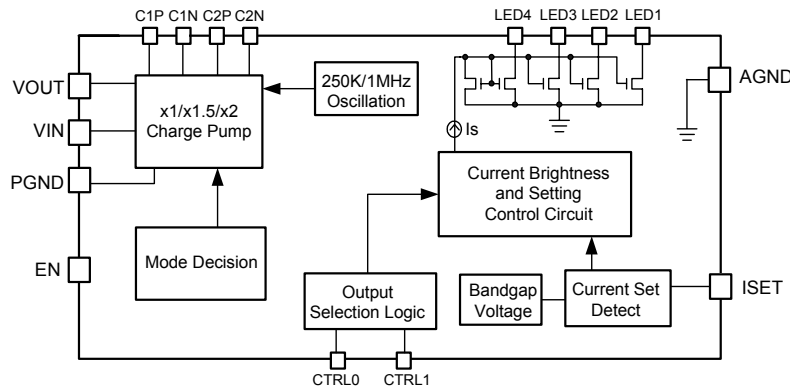 C1P C1N C2P C2N
LED4 LED3 LED2 LED1
VOUT
VIN
PGND
EN
x1/x1.5/x2
Charge Pump
250K/1MHz
Oscillation
Is
AGND
Current Brightness
and Setting
Control Circuit
Mode Decision
Output
Selection Logic
Bandgap
Voltage
Current Set
Detect
ISET
CTRL0 CTRL1